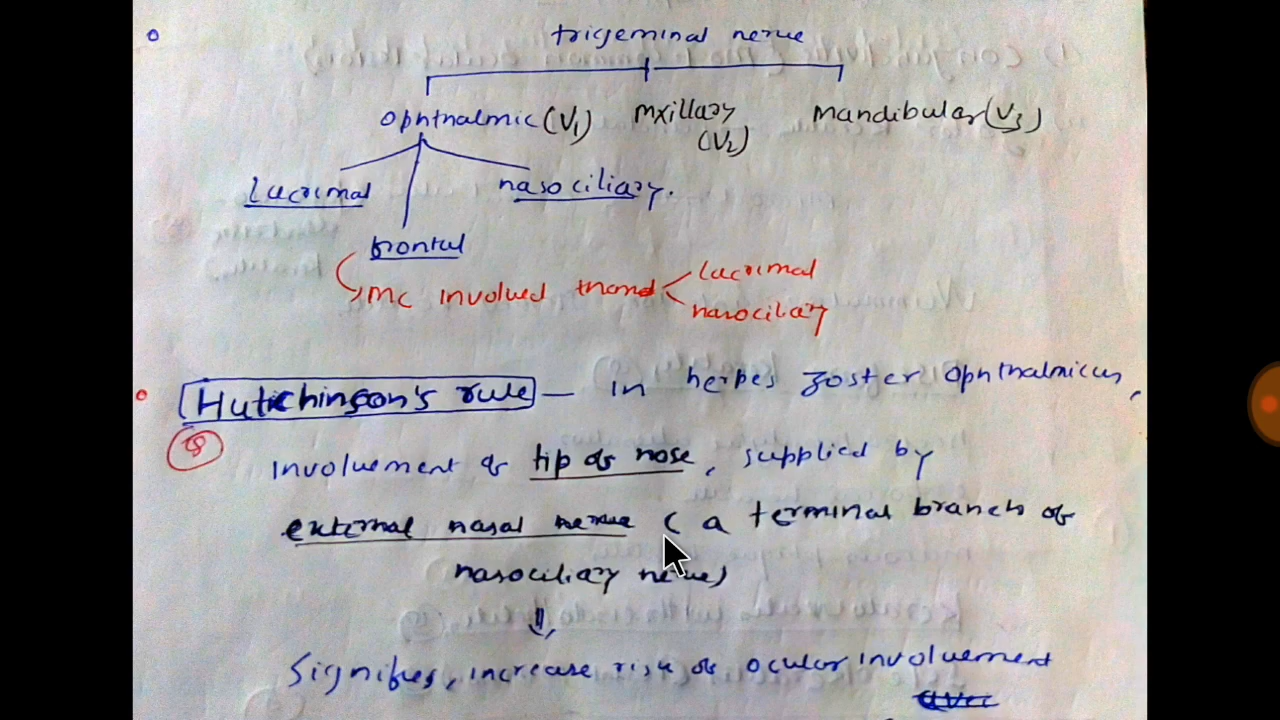 trigeminal nerve
ophthalmic (V1) mxillary (V2) mandibular (V3)
Lacrimal nasociliary.
frontal
MC involved than lacrimal
nasociliary
Hutchinson's rule — in herpes zoster ophthalmicus,
involvement of tip of nose, supplied by
external nasal nerve ( a terminal branch of
nasociliary nerve)
Signifies, increase risk of ocular involvement